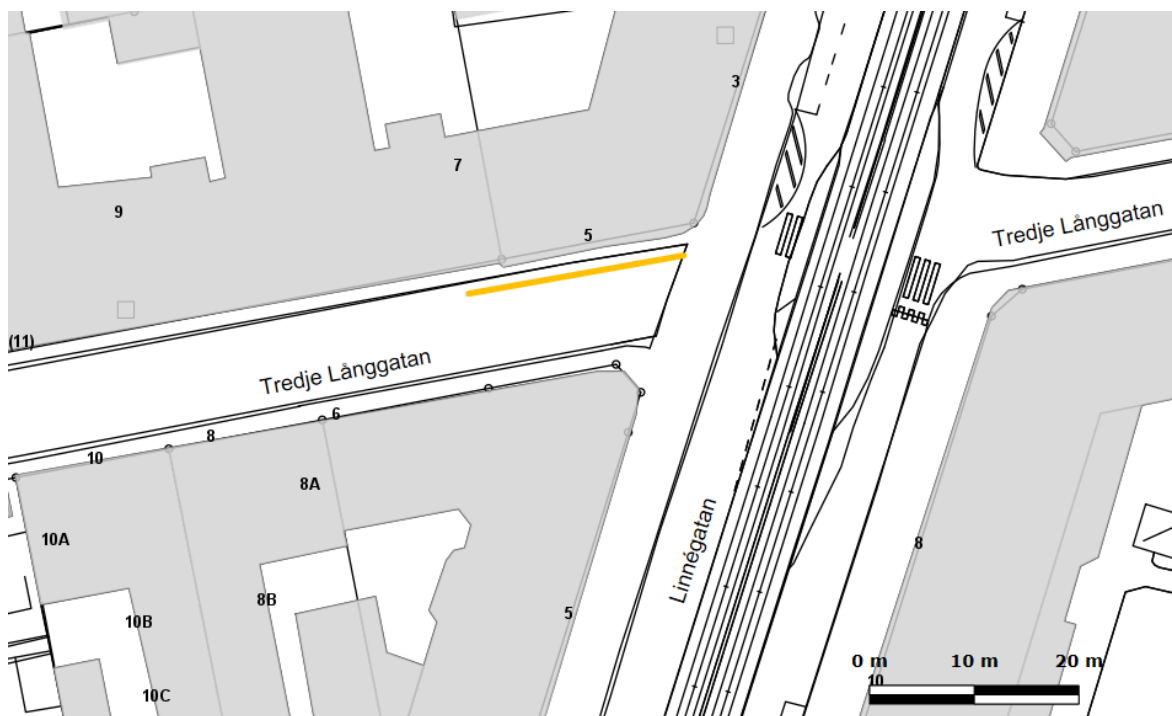 3
7
9
5
Tredje Långgatan
(11)
Tredje Långgatan
6
8
10
8A
10A
Linnégatan
8
8B
5
10B
10C
0 m 10 m 20 m
10